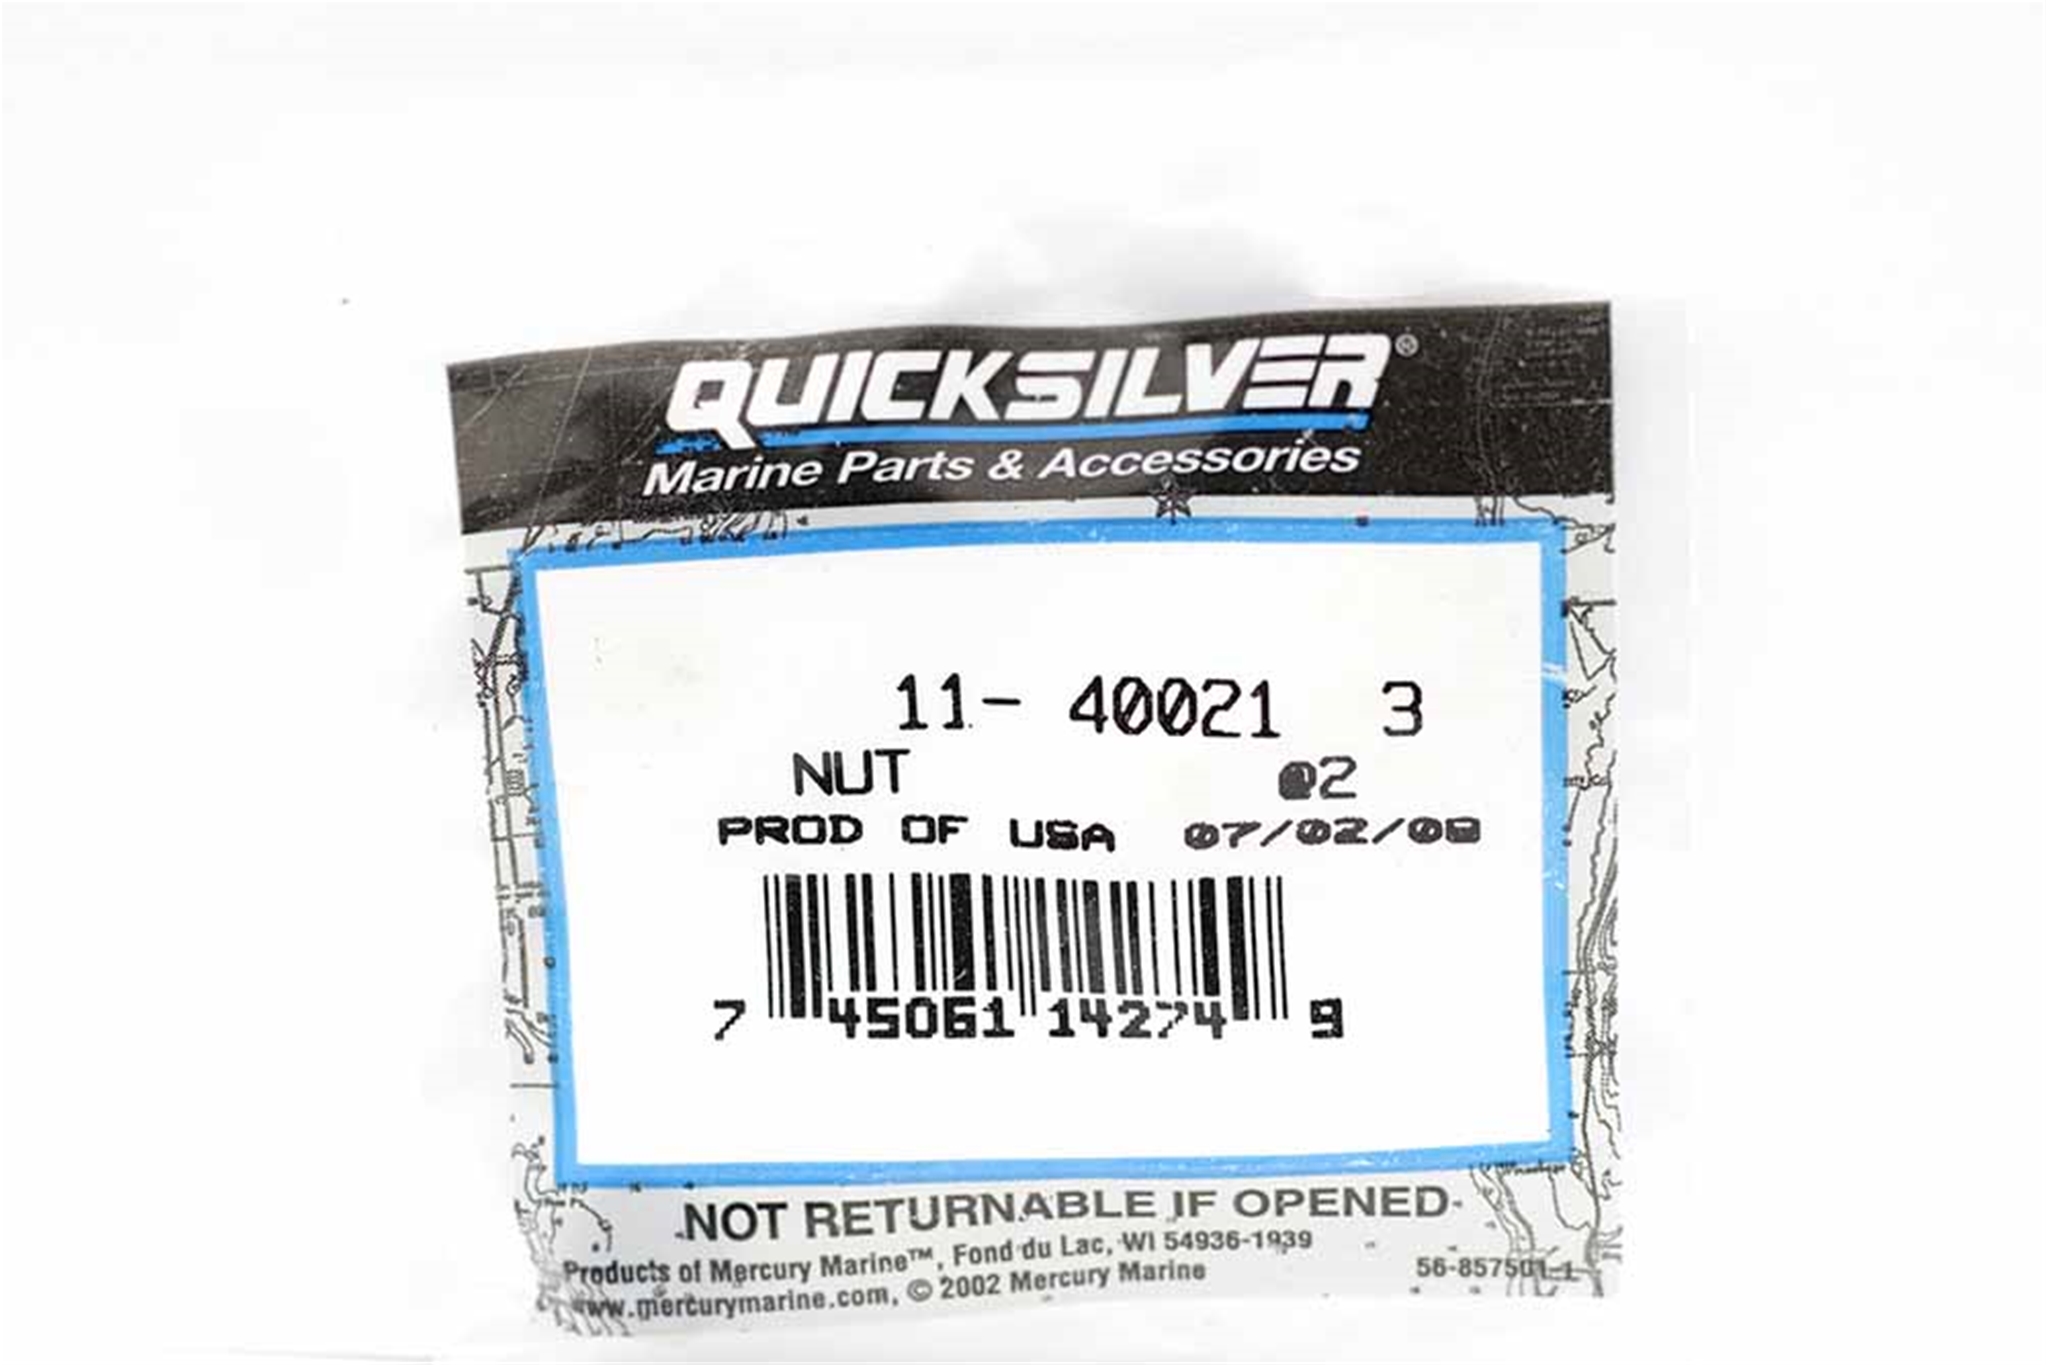 QUICKSILVER®
Marine Parts & Accessories
11- 40021 3
NUT @2
PROD OF USA 07/02/08
7 45061 14274 9
NOT RETURNABLE IF OPENED
Products of Mercury Marine™, Fond du Lac, WI 54936-1939
www.mercurymarine.com, © 2002 Mercury Marine
56-857501-1